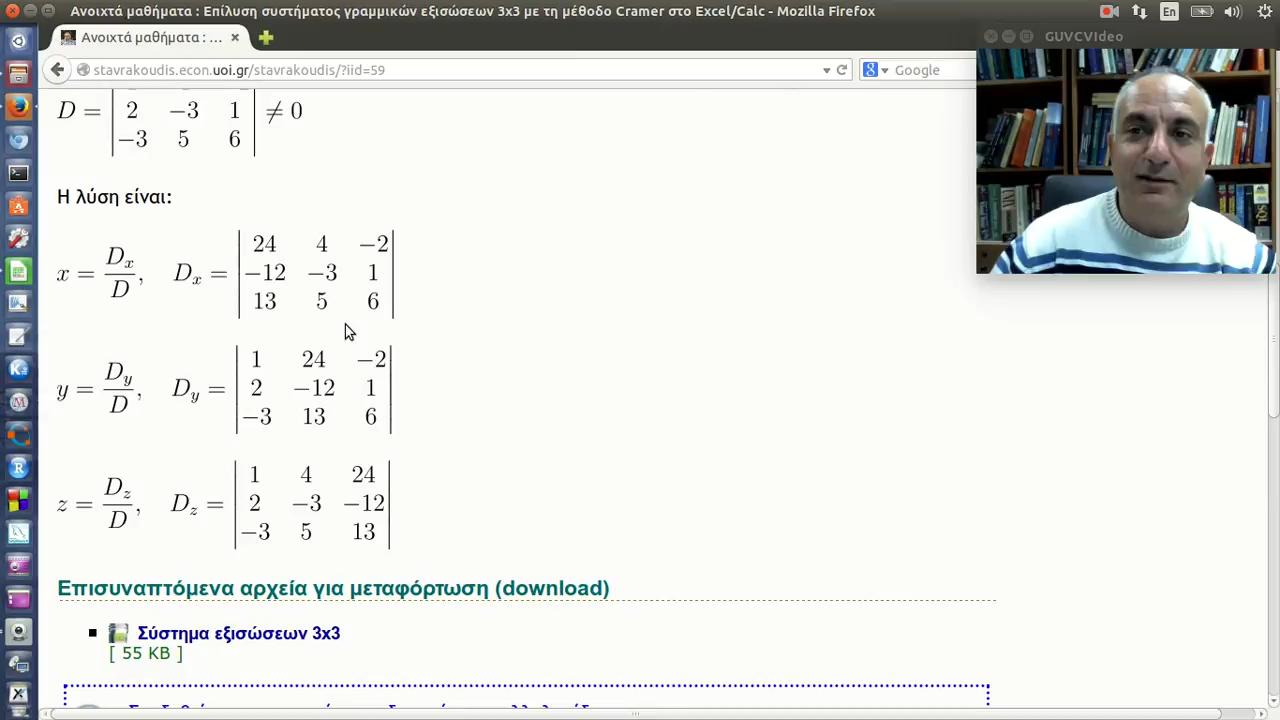 Ανοιχτά μαθήματα : Επίλυση συστήματος γραμμικών εξισώσεων 3x3 με τη μέθοδο Cramer στο Excel/Calc - Mozilla Firefox
En
Ανοιχτά μαθήματα : ...
GUVCVIdeo
stavrakoudis.econ.uoi.gr/stavrakoudis/?iid=59
Google
D = | 2 −3 1 | ≠ 0
−3 5 6
Η λύση είναι:
24 4 −2
x = Dx/D, Dx = | −12 −3 1 |
13 5 6
1 24 −2
y = Dy/D, Dy = | 2 −12 1 |
−3 13 6
1 4 24
z = Dz/D, Dz = | 2 −3 −12 |
−3 5 13
Επισυναπτόμενα αρχεία για μεταφόρτωση (download)
Σύστημα εξισώσεων 3x3
[ 55 KB ]